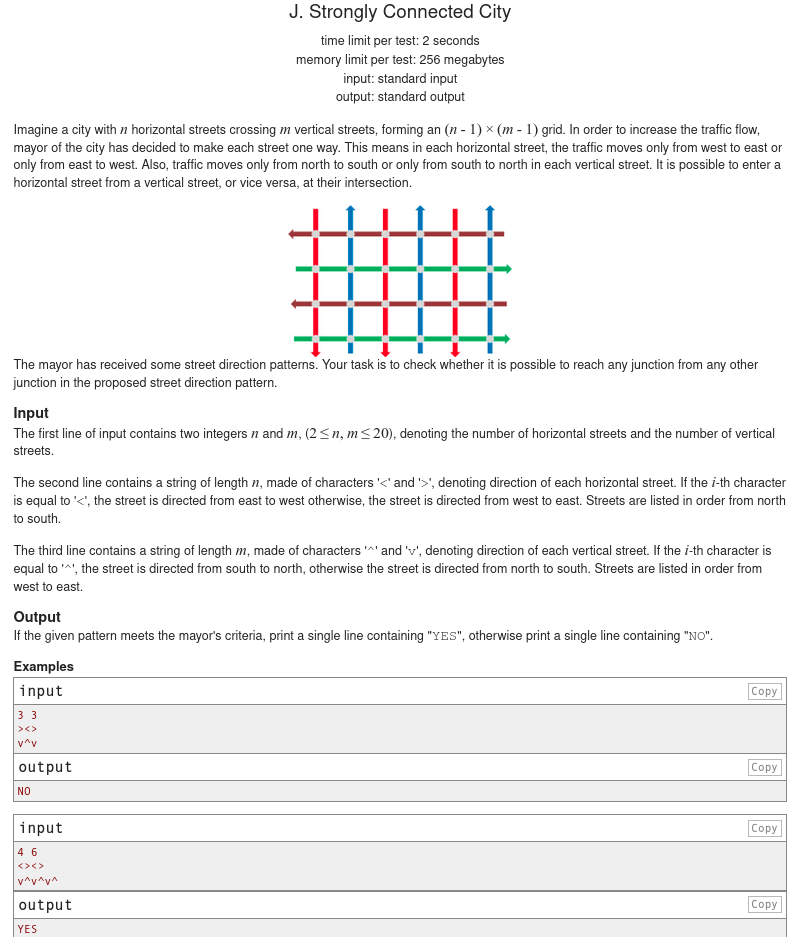 J. Strongly Connected City
time limit per test: 2 seconds
memory limit per test: 256 megabytes
input: standard input
output: standard output
Imagine a city with n horizontal streets crossing m vertical streets, forming an (n - 1) × (m - 1) grid. In order to increase the traffic flow,
mayor of the city has decided to make each street one way. This means in each horizontal street, the traffic moves only from west to east or
only from east to west. Also, traffic moves only from north to south or only from south to north in each vertical street. It is possible to enter a
horizontal street from a vertical street, or vice versa, at their intersection.
The mayor has received some street direction patterns. Your task is to check whether it is possible to reach any junction from any other
junction in the proposed street direction pattern.
Input
The first line of input contains two integers n and m, (2 ≤ n, m ≤ 20), denoting the number of horizontal streets and the number of vertical
streets.
The second line contains a string of length n, made of characters '<' and '>', denoting direction of each horizontal street. If the i-th character
is equal to '<', the street is directed from east to west otherwise, the street is directed from west to east. Streets are listed in order from north
to south.
The third line contains a string of length m, made of characters '^' and 'v', denoting direction of each vertical street. If the i-th character is
equal to '^', the street is directed from south to north, otherwise the street is directed from north to south. Streets are listed in order from
west to east.
Output
If the given pattern meets the mayor's criteria, print a single line containing "YES", otherwise print a single line containing "NO".
Examples
input
Copy
3 3
><>
v^v
output
Copy
NO
input
Copy
4 6
<><>
v^v^v^
output
Copy
YES